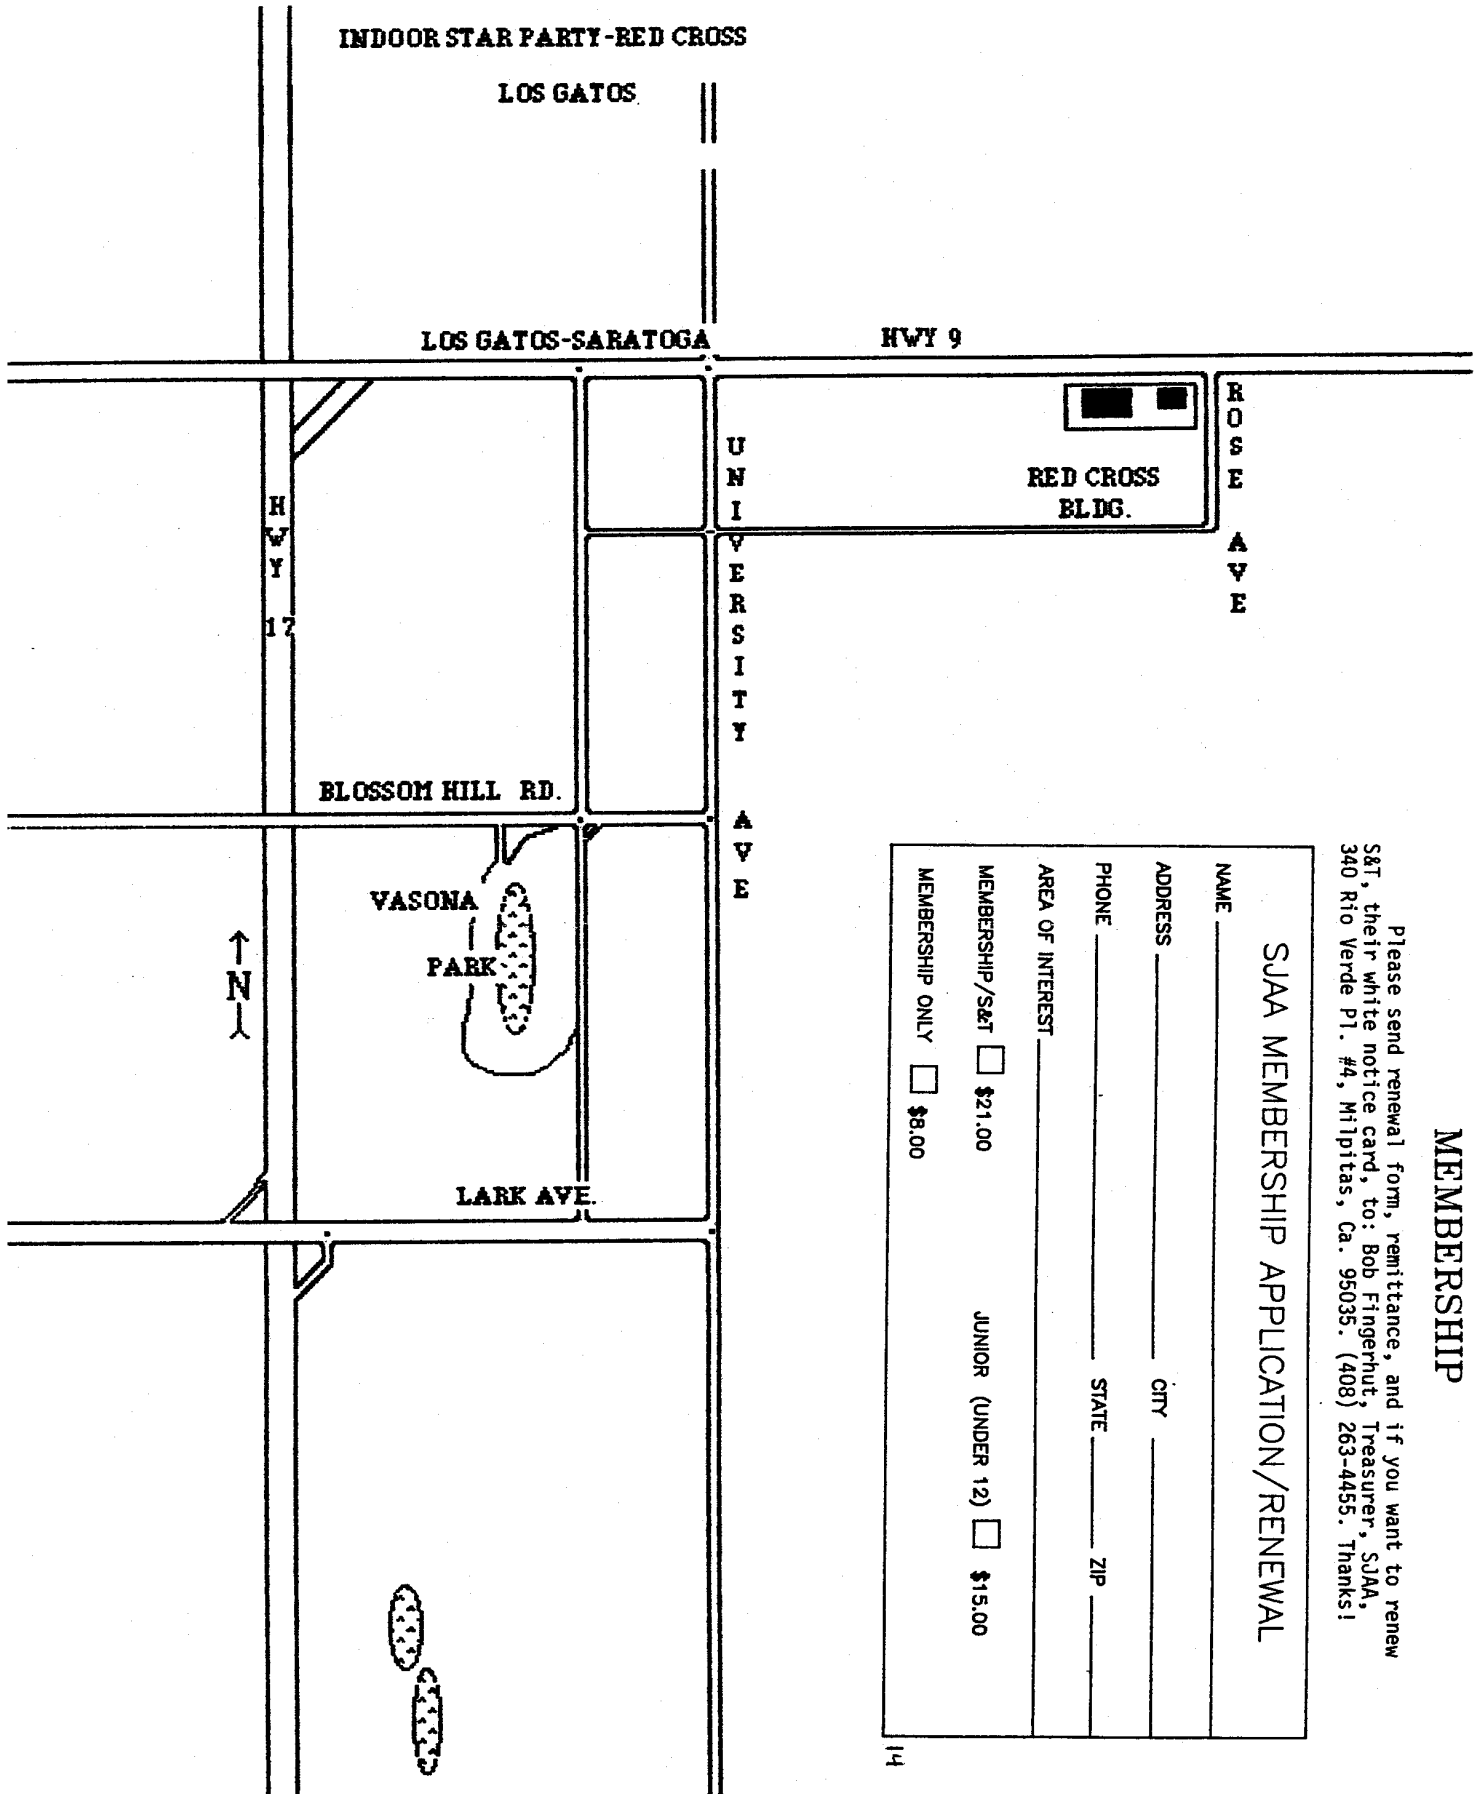 INDOOR STAR PARTY-RED CROSS
LOS GATOS
LOS GATOS-SARATOGA
HWY 9
ROSE AVE
UNIVERSITY AVE
RED CROSS
BLDG.
HWY 17
BLOSSOM HILL RD.
VASONA
PARK
N
LARK AVE.
MEMBERSHIP
Please send renewal form, remittance, and if you want to renew
S&T, their white notice card, to: Bob Fingerhut, Treasurer, SJAA,
340 Rio Verde Pl. #4, Milpitas, Ca. 95035. (408) 263-4455. Thanks!
SJAA MEMBERSHIP APPLICATION/RENEWAL
NAME
ADDRESS CITY
PHONE STATE ZIP
AREA OF INTEREST
MEMBERSHIP/S&T $21.00 JUNIOR (UNDER 12) $15.00
MEMBERSHIP ONLY $8.00
14